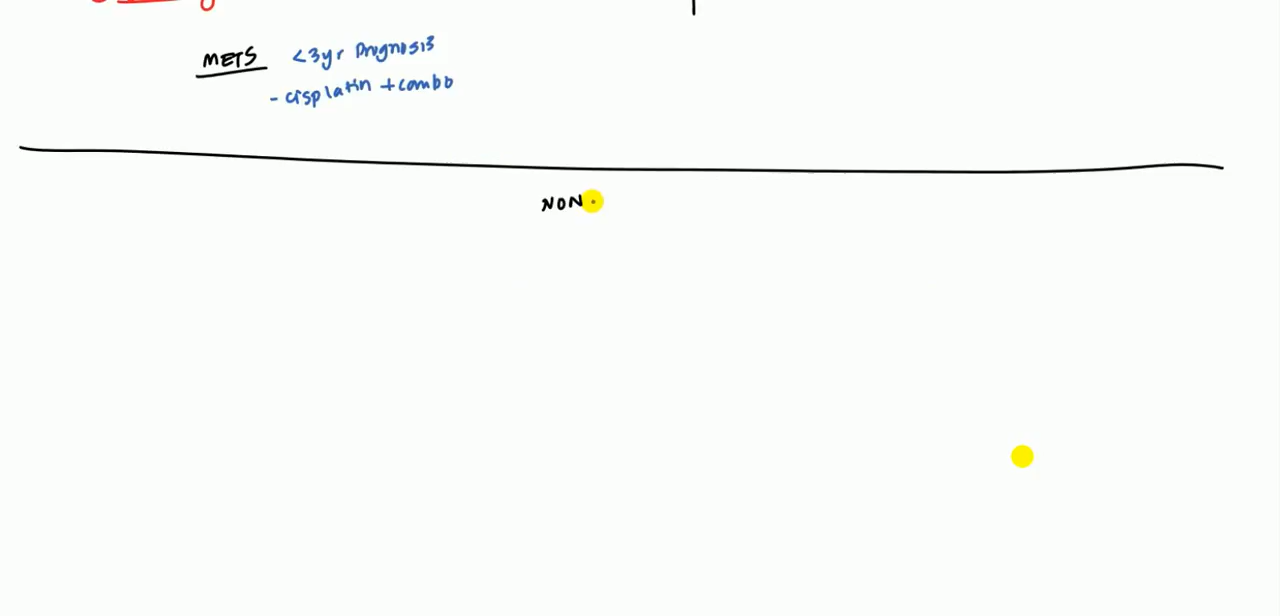 METS <3yr Prognosis
- cisplatin + combo
NON